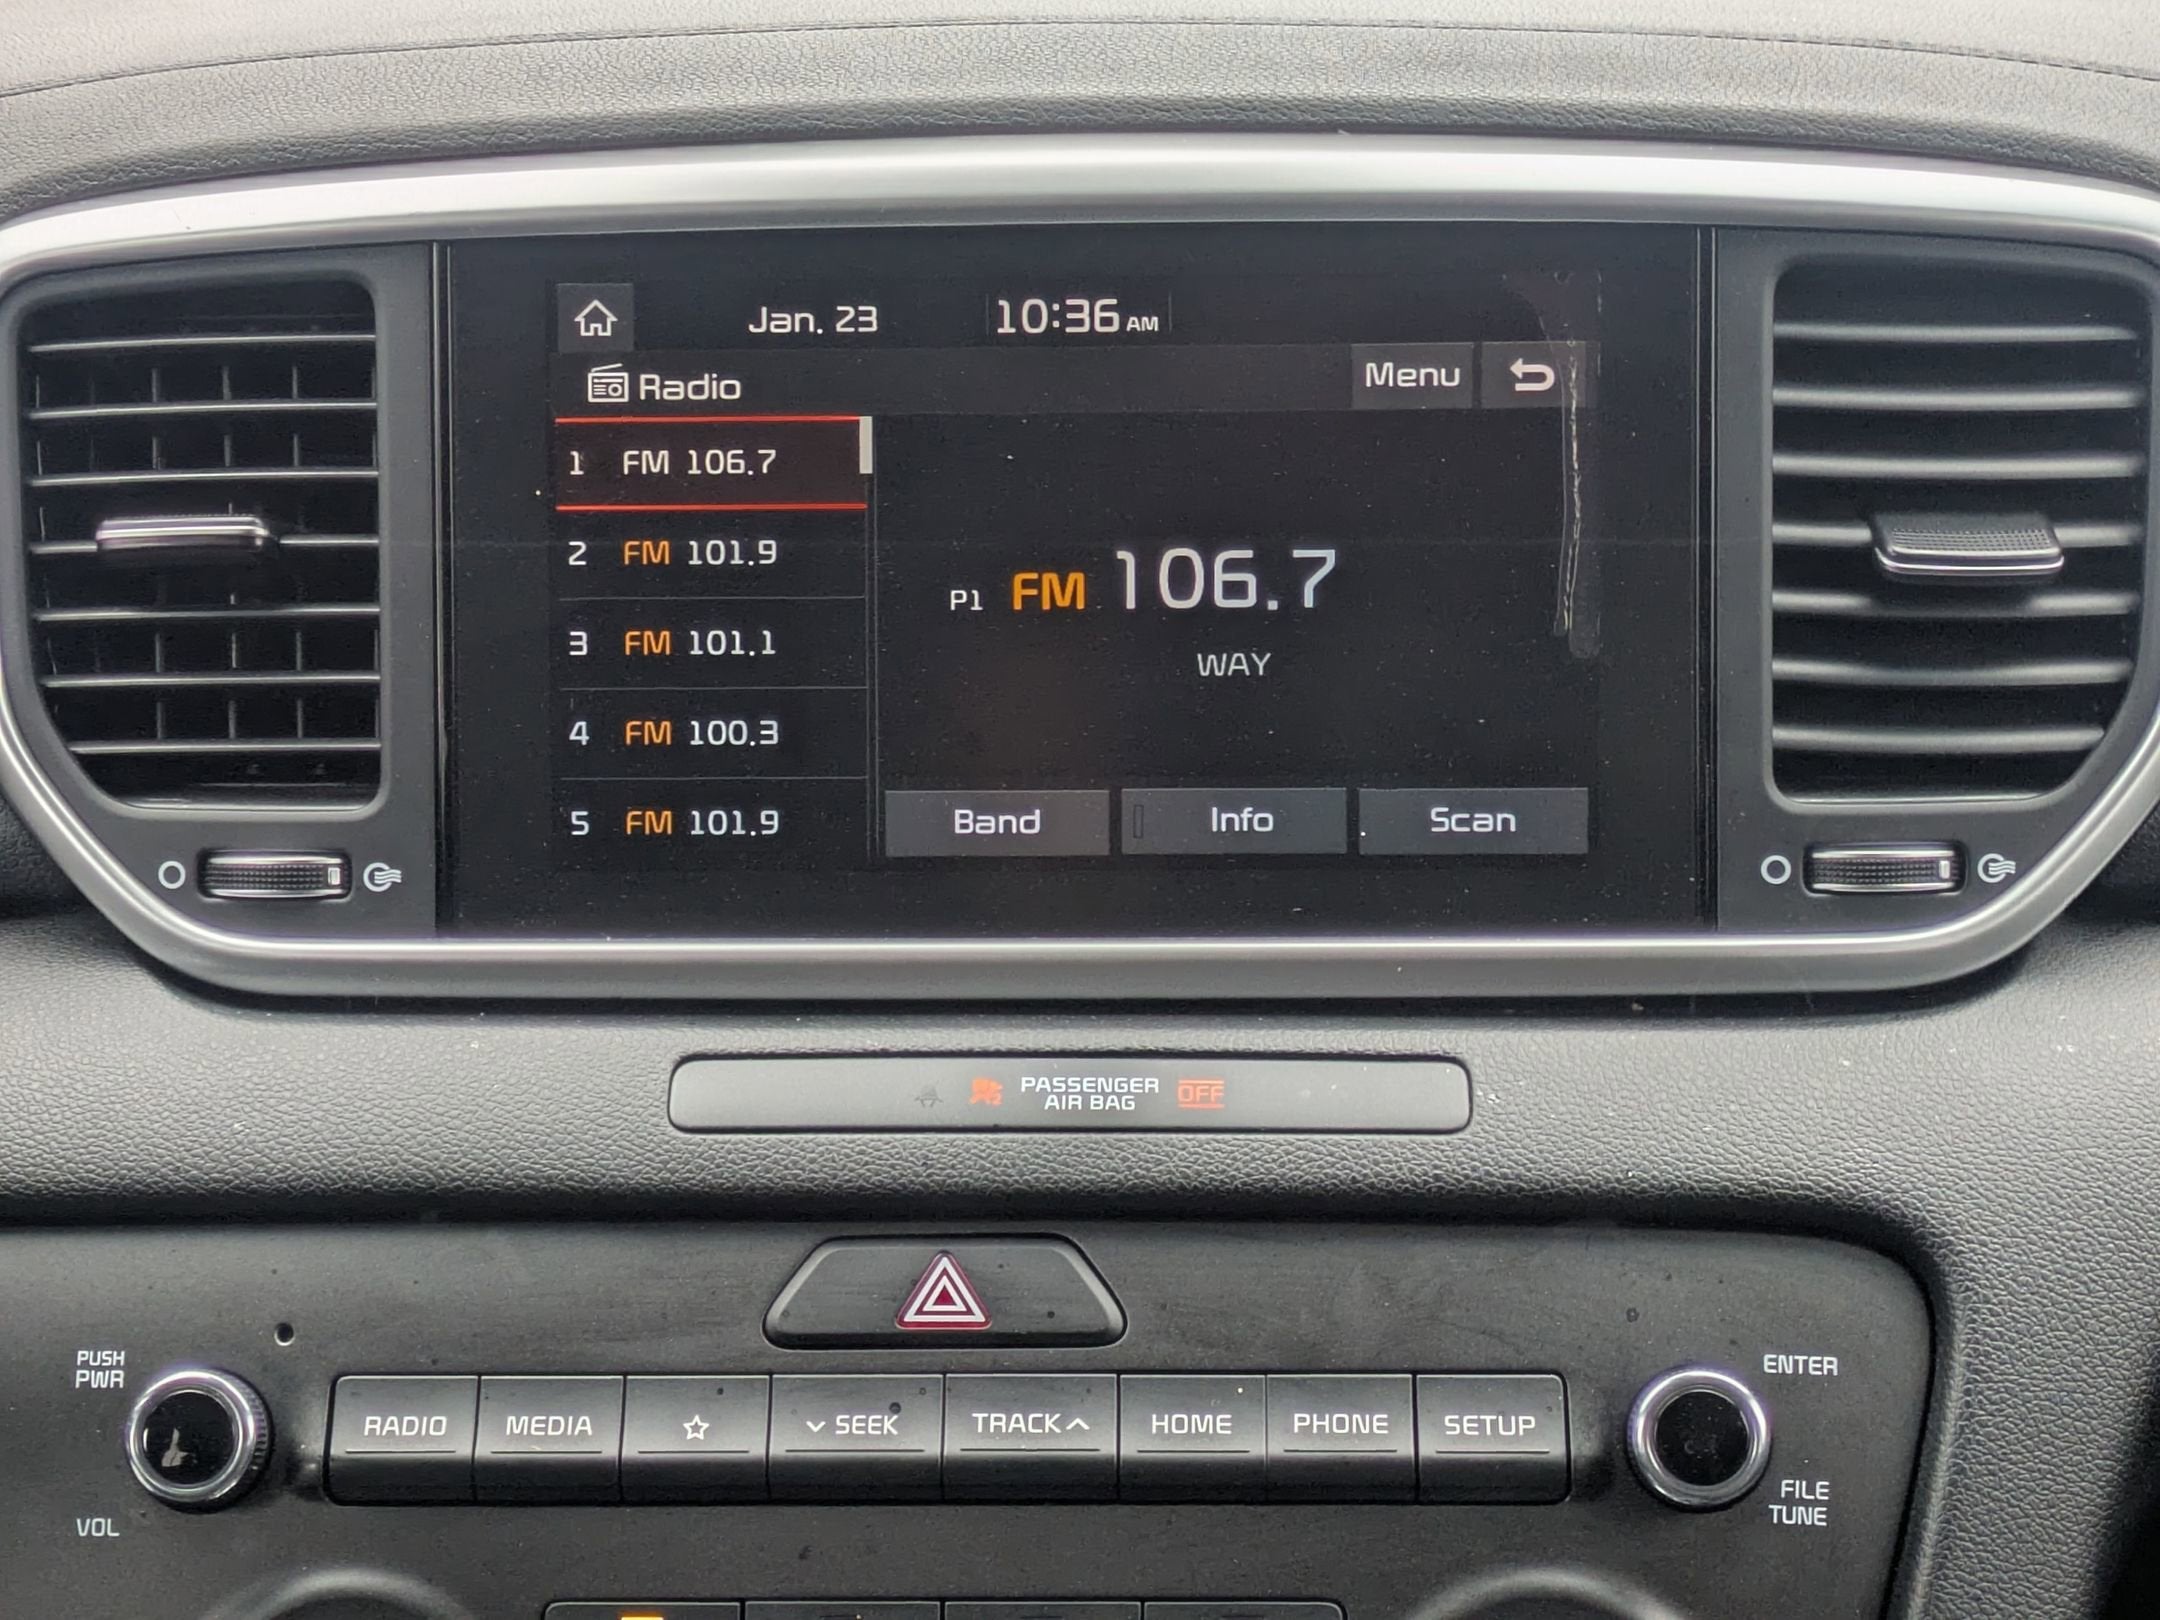 Jan. 23 10:36 AM
Radio Menu
1 FM 106.7
2 FM 101.9
3 FM 101.1
4 FM 100.3
5 FM 101.9
P1 FM 106.7
WAY
Band Info Scan
PASSENGER
AIR BAG OFF
PUSH
PWR
VOL
RADIO MEDIA SEEK TRACK HOME PHONE SETUP
ENTER
FILE
TUNE